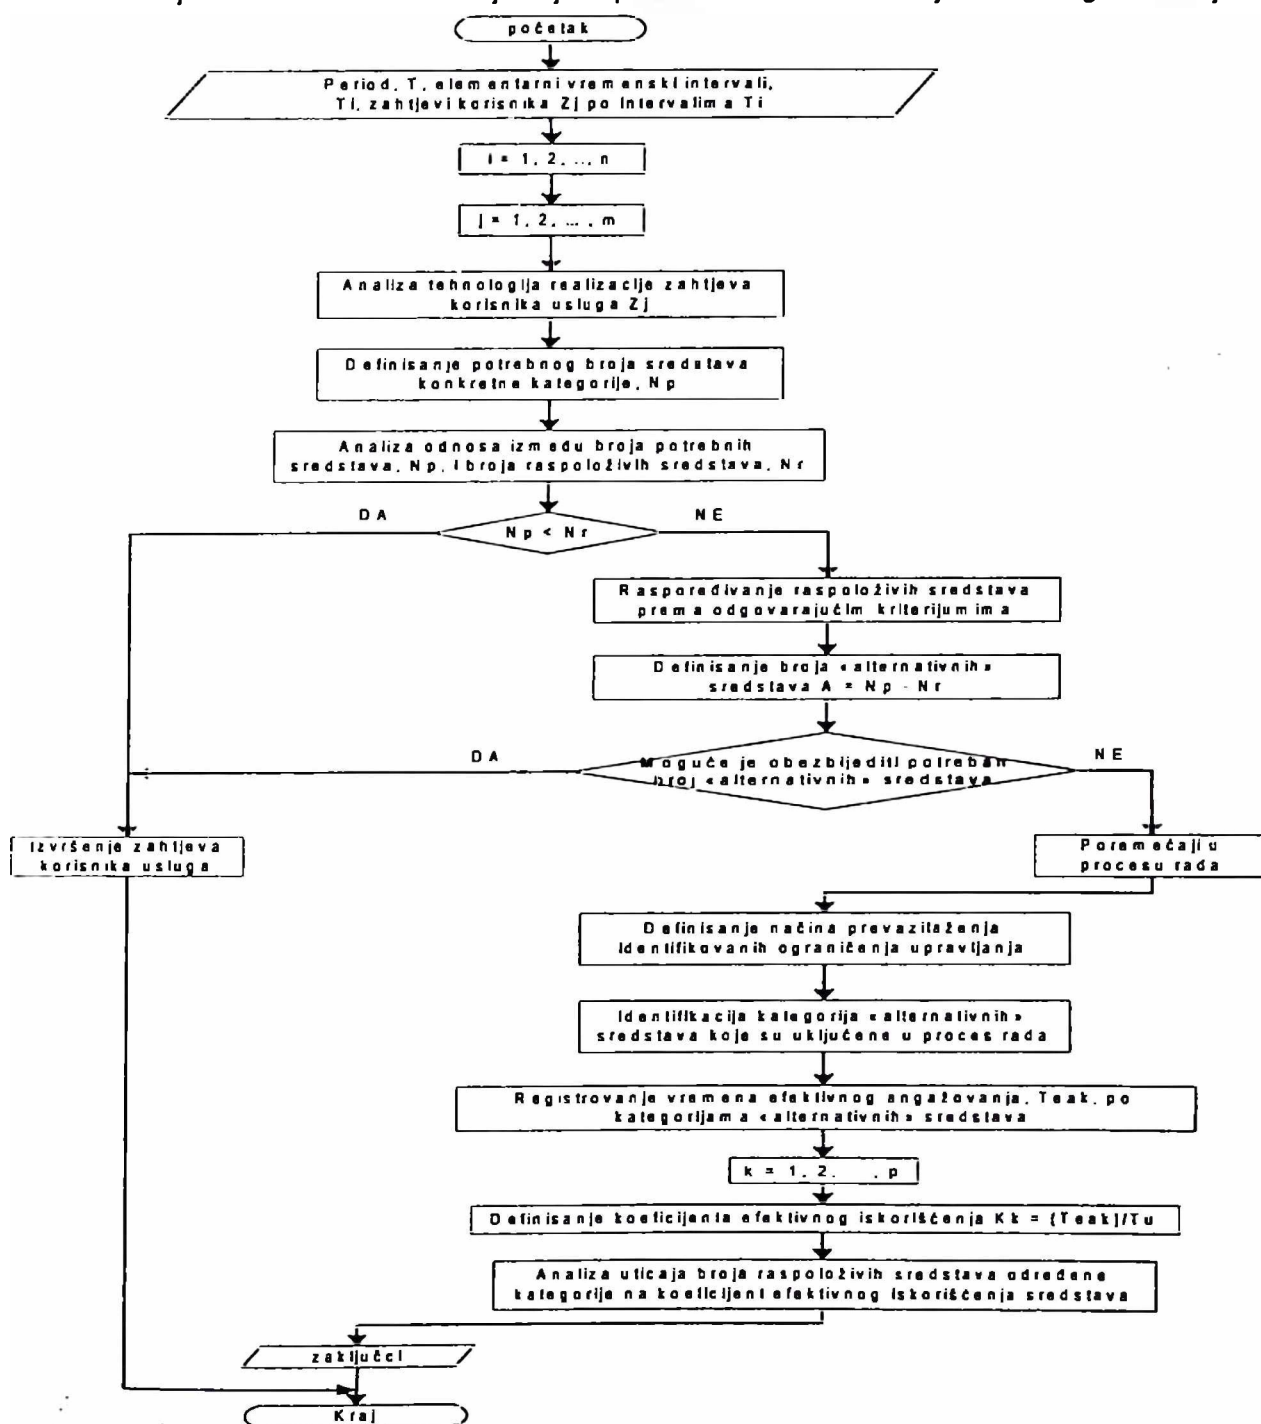 početak
Period, T, elementarni vremenski intervali,
Ti, zahtjevi korisnika Zj po intervalima Ti
i = 1, 2, .., n
j = 1, 2, ... , m
Analiza tehnologija realizacije zahtjeva
korisnika usluga Zj
Definisanje potrebnog broja sredstava
konkretne kategorije, Np
Analiza odnosa između broja potrebnih
sredstava, Np, i broja raspoloživih sredstava, Nr
DA
Np < Nr
NE
Raspoređivanje raspoloživih sredstava
prema odgovarajućim kriterijumima
Definisanje broja «alternativnih»
sredstava A = Np - Nr
DA
Moguće je obezbijediti potreban
broj «alternativnih» sredstava
NE
Izvršenje zahtjeva
korisnika usluga
Poremećaji u
procesu rada
Definisanje načina prevazilaženja
identifikovanih ograničenja upravljanja
Identifikacija kategorija «alternativnih»
sredstava koje su uključene u proces rada
Registrovanje vremena efektivnog angažovanja, Teak, po
kategorijama «alternativnih» sredstava
k = 1, 2, , p
Definisanje koeficijenta efektivnog iskorišćenja Kk = (Teak)/Tu
Analiza uticaja broja raspoloživih sredstava određene
kategorije na koeficijent efektivnog iskorišćenja sredstava
zaključci
Kraj